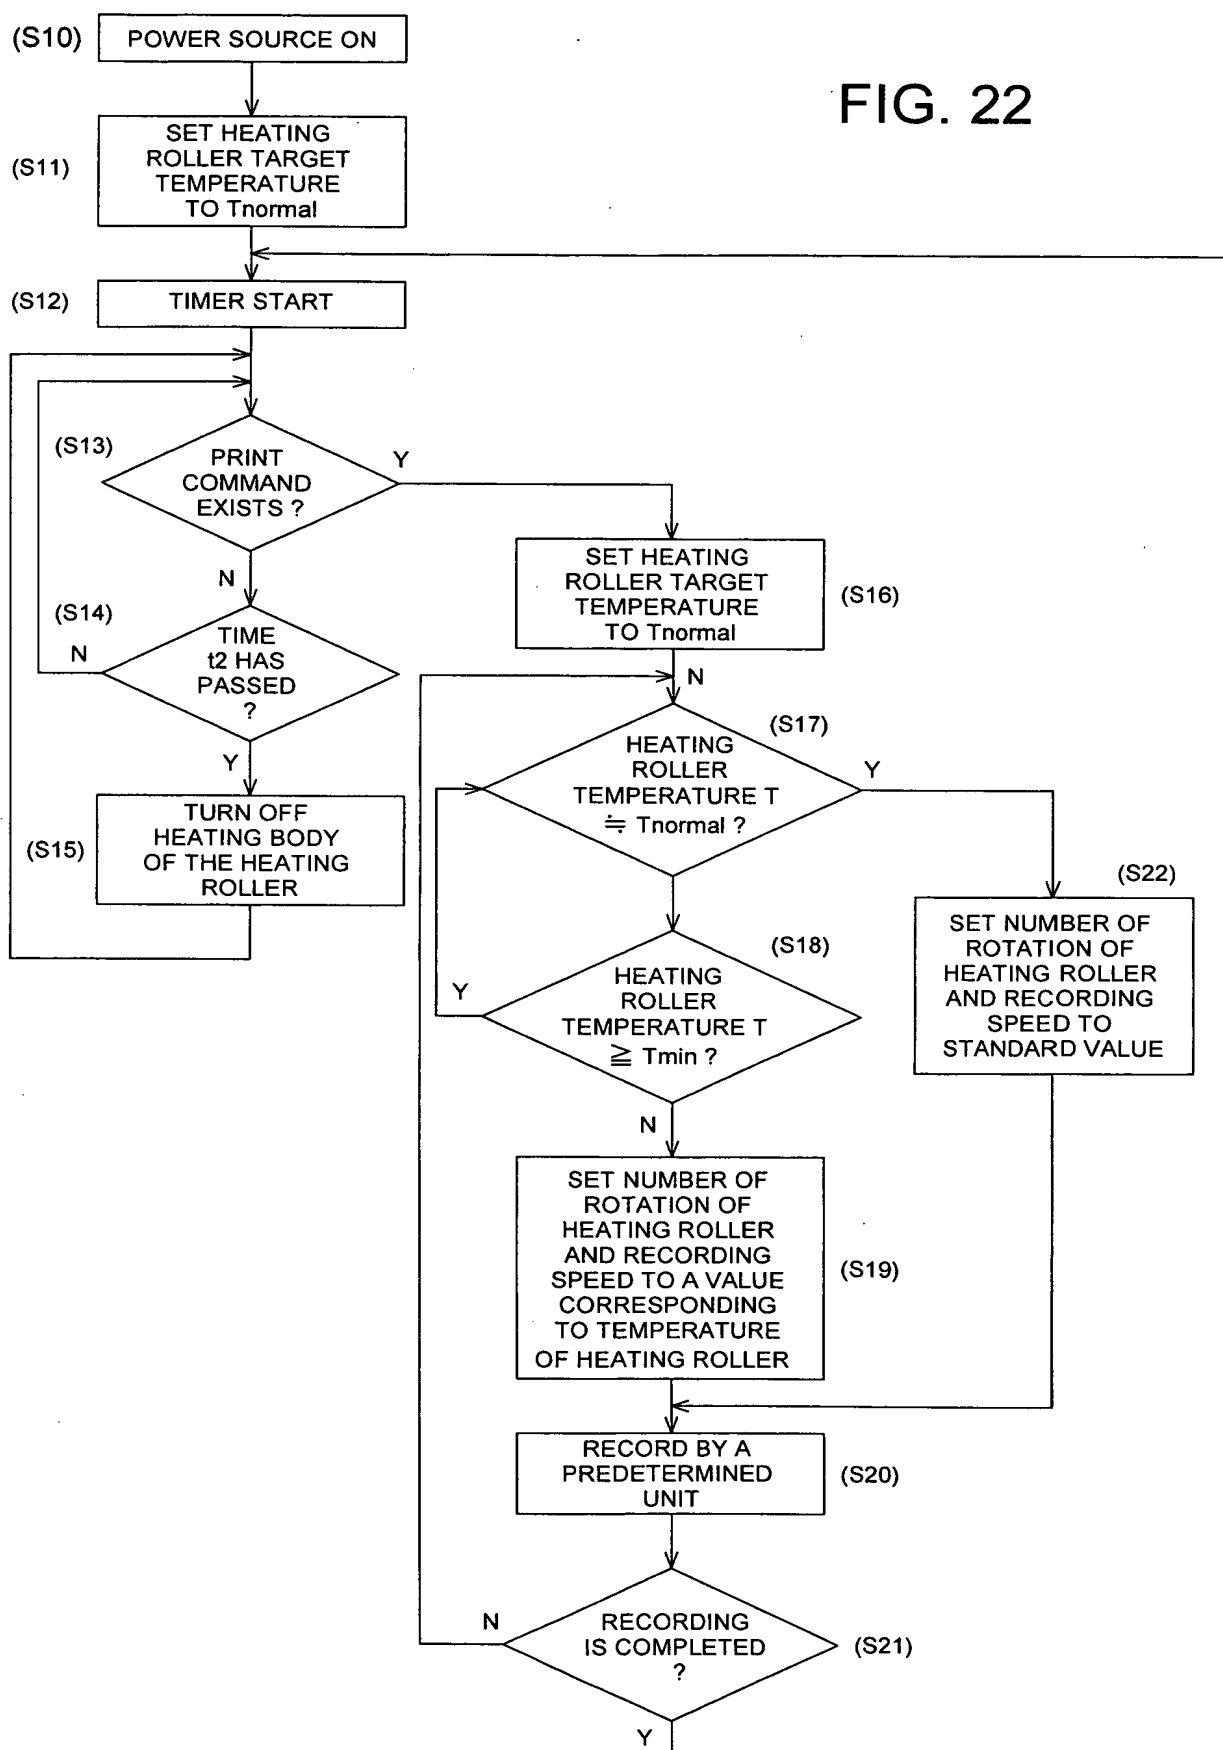 FIG. 22
(S10)
POWER SOURCE ON
(S11)
SET HEATING
ROLLER TARGET
TEMPERATURE
TO Tnormal
(S12)
TIMER START
(S13)
PRINT
COMMAND
EXISTS ?
Y
N
(S14)
TIME
t2 HAS
PASSED
?
N
Y
(S15)
TURN OFF
HEATING BODY
OF THE HEATING
ROLLER
SET HEATING
ROLLER TARGET
TEMPERATURE
TO Tnormal
(S16)
N
(S17)
HEATING
ROLLER
TEMPERATURE T
≒ Tnormal ?
Y
(S18)
HEATING
ROLLER
TEMPERATURE T
≧ Tmin ?
Y
N
(S22)
SET NUMBER OF
ROTATION OF
HEATING ROLLER
AND RECORDING
SPEED TO
STANDARD VALUE
SET NUMBER OF
ROTATION OF
HEATING ROLLER
AND RECORDING
SPEED TO A VALUE
CORRESPONDING
TO TEMPERATURE
OF HEATING ROLLER
(S19)
RECORD BY A
PREDETERMINED
UNIT
(S20)
N
RECORDING
IS COMPLETED
?
(S21)
Y